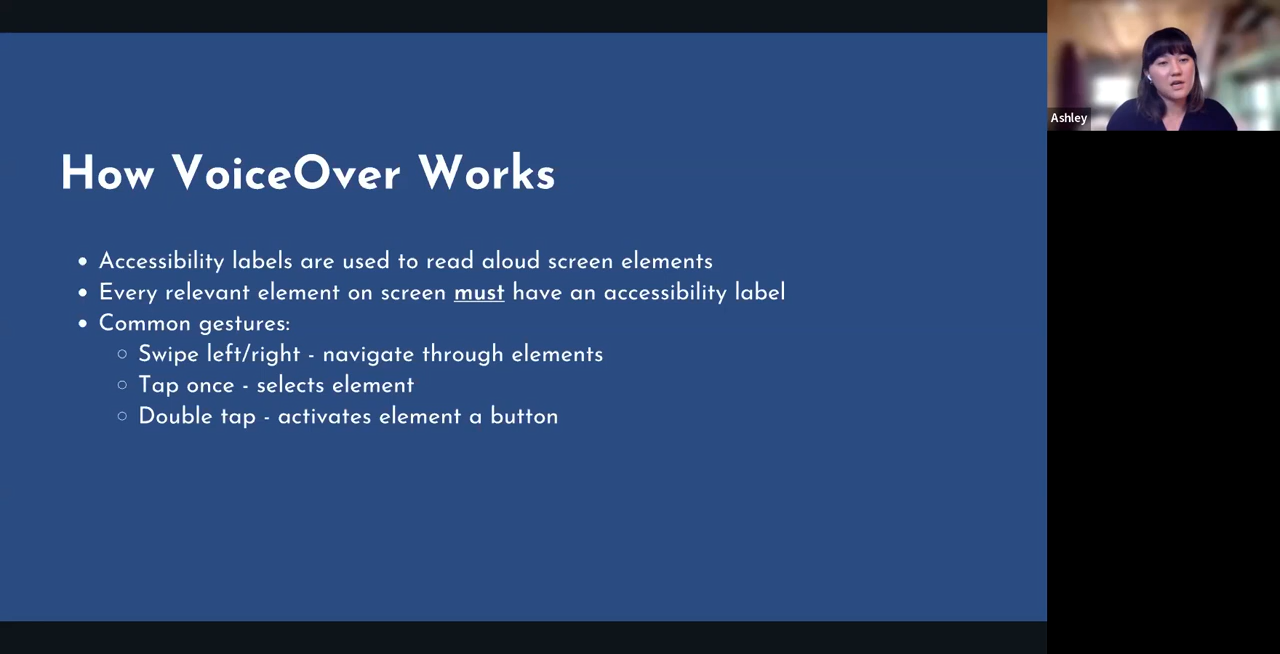 How VoiceOver Works
• Accessibility labels are used to read aloud screen elements
• Every relevant element on screen must have an accessibility label
• Common gestures:
○ Swipe left/right - navigate through elements
○ Tap once - selects element
○ Double tap - activates element a button
Ashley